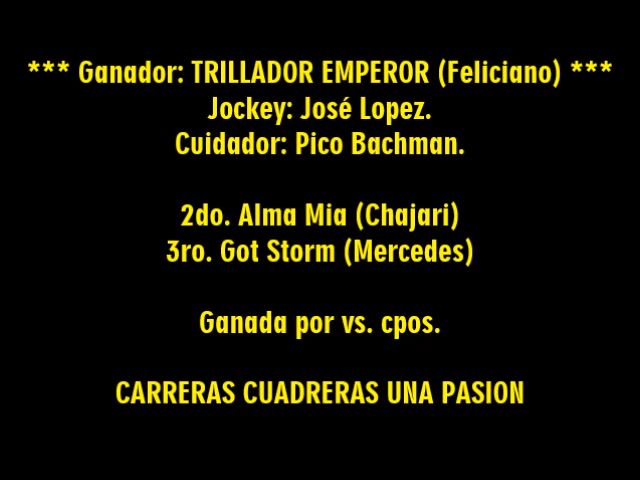 *** Ganador: TRILLADOR EMPEROR (Feliciano) ***
Jockey: José Lopez.
Cuidador: Pico Bachman.
2do. Alma Mia (Chajari)
3ro. Got Storm (Mercedes)
Ganada por vs. cpos.
CARRERAS CUADRERAS UNA PASION